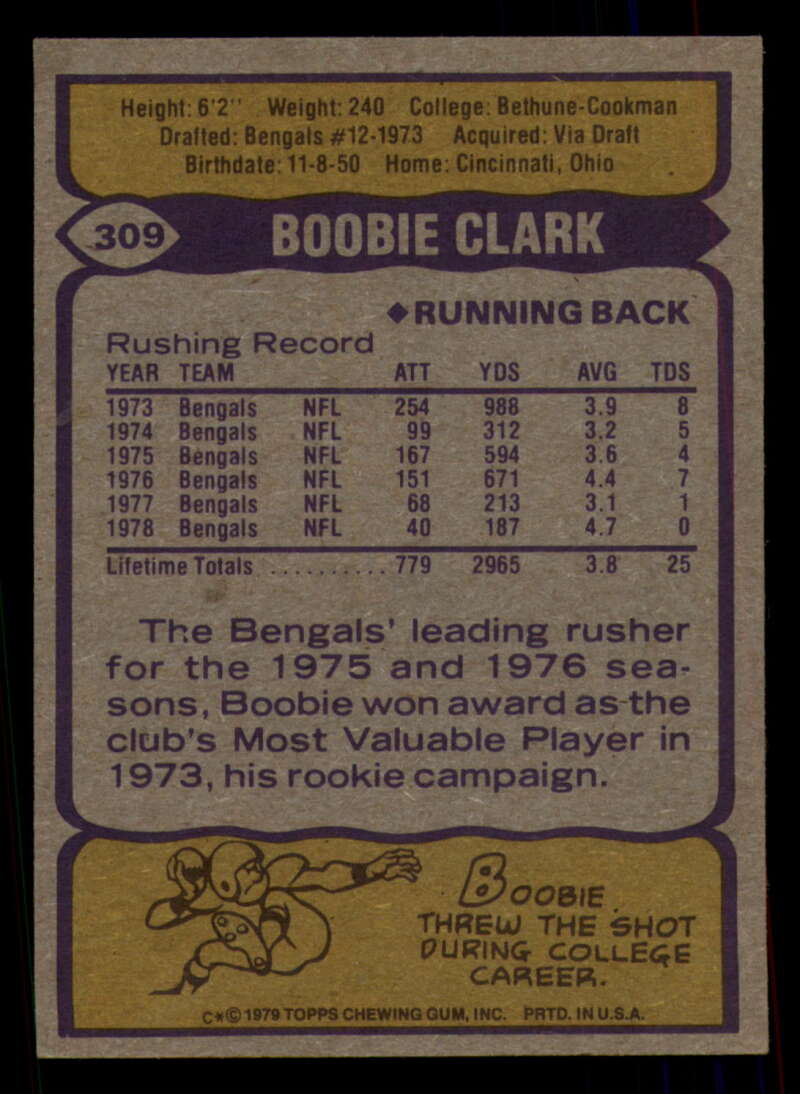 Height: 6'2'' Weight: 240 College: Bethune-Cookman
Drafted: Bengals #12-1973 Acquired: Via Draft
Birthdate: 11-8-50 Home: Cincinnati, Ohio
309 BOOBIE CLARK
◆RUNNING BACK
Rushing Record
YEAR TEAM ATT YDS AVG TDS
1973 Bengals NFL 254 988 3.9 8
1974 Bengals NFL 99 312 3.2 5
1975 Bengals NFL 167 594 3.6 4
1976 Bengals NFL 151 671 4.4 7
1977 Bengals NFL 68 213 3.1 1
1978 Bengals NFL 40 187 4.7 0
Lifetime Totals .......... 779 2965 3.8 25
The Bengals' leading rusher
for the 1975 and 1976 sea-
sons, Boobie won award as the
club's Most Valuable Player in
1973, his rookie campaign.
BOOBIE
THREW THE SHOT
DURING COLLEGE
CAREER.
C*© 1979 TOPPS CHEWING GUM, INC. PRTD. IN U.S.A.